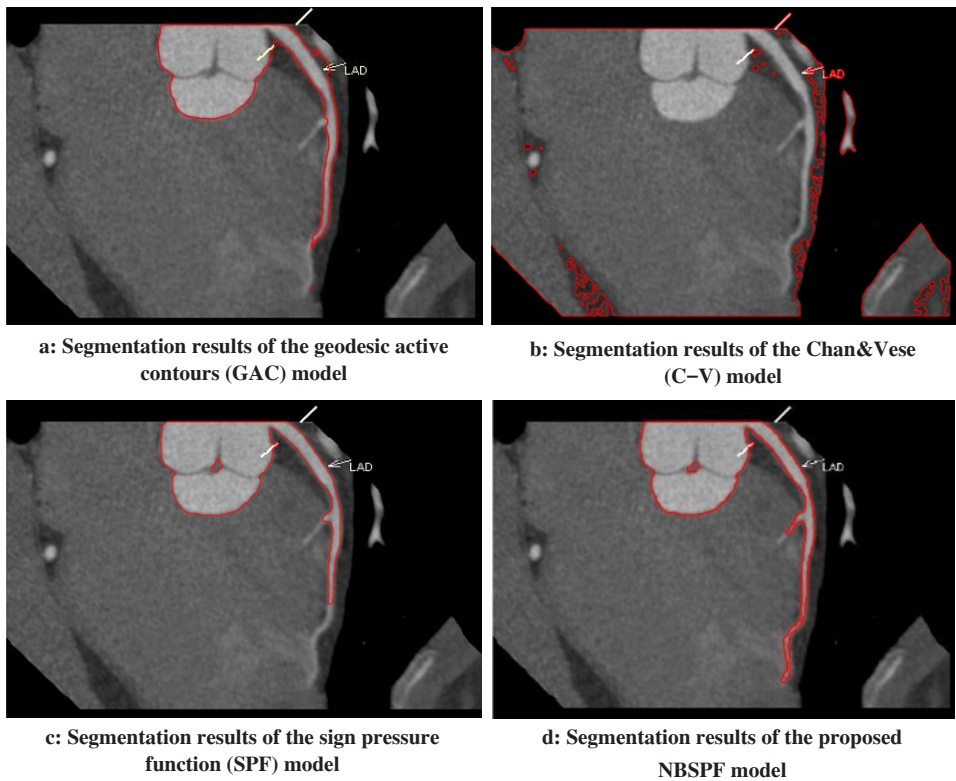 LAD
LAD
a: Segmentation results of the geodesic active
contours (GAC) model
b: Segmentation results of the Chan&Vese
(C−V) model
LAD
LAD
c: Segmentation results of the sign pressure
function (SPF) model
d: Segmentation results of the proposed
NBSPF model